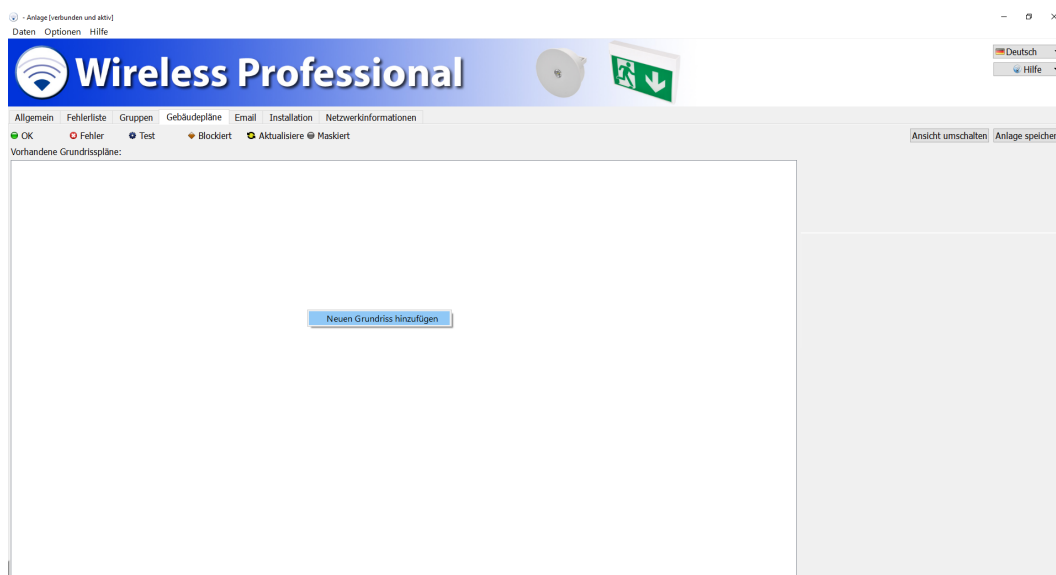 - Anlage [verbunden und aktiv]
Daten Optionen Hilfe
Wireless Professional
Deutsch
Hilfe
Allgemein Fehlerliste Gruppen Gebäudepläne Email Installation Netzwerkinformationen
OK Fehler Test Blockiert Aktualisiere Maskiert Ansicht umschalten Anlage speicher
Vorhandene Grundrisspläne:
Neuen Grundriss hinzufügen